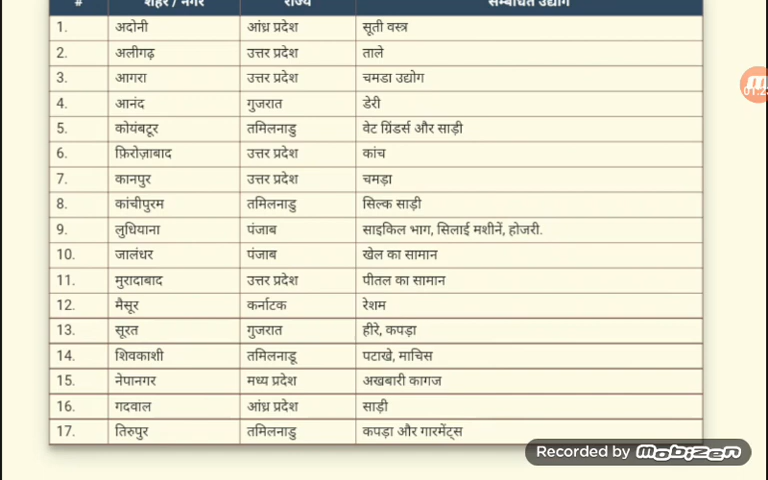 # शहर / नगर राज्य सम्बंधित उद्योग
1. अदोनी आंध्र प्रदेश सूती वस्त्र
2. अलीगढ़ उत्तर प्रदेश ताले
3. आगरा उत्तर प्रदेश चमडा उद्योग
4. आनंद गुजरात डेरी
5. कोयंबटूर तमिलनाडु वेट ग्रिंडर्स और साड़ी
6. फ़िरोज़ाबाद उत्तर प्रदेश कांच
7. कानपुर उत्तर प्रदेश चमड़ा
8. कांचीपुरम तमिलनाडु सिल्क साड़ी
9. लुधियाना पंजाब साइकिल भाग, सिलाई मशीनें, होजरी.
10. जालंधर पंजाब खेल का सामान
11. मुरादाबाद उत्तर प्रदेश पीतल का सामान
12. मैसूर कर्नाटक रेशम
13. सूरत गुजरात हीरे, कपड़ा
14. शिवकाशी तमिलनाडू पटाखे, माचिस
15. नेपानगर मध्य प्रदेश अखबारी कागज
16. गदवाल आंध्र प्रदेश साड़ी
17. तिरुपुर तमिलनाडु कपड़ा और गारमेंट्स
Recorded by mobizen